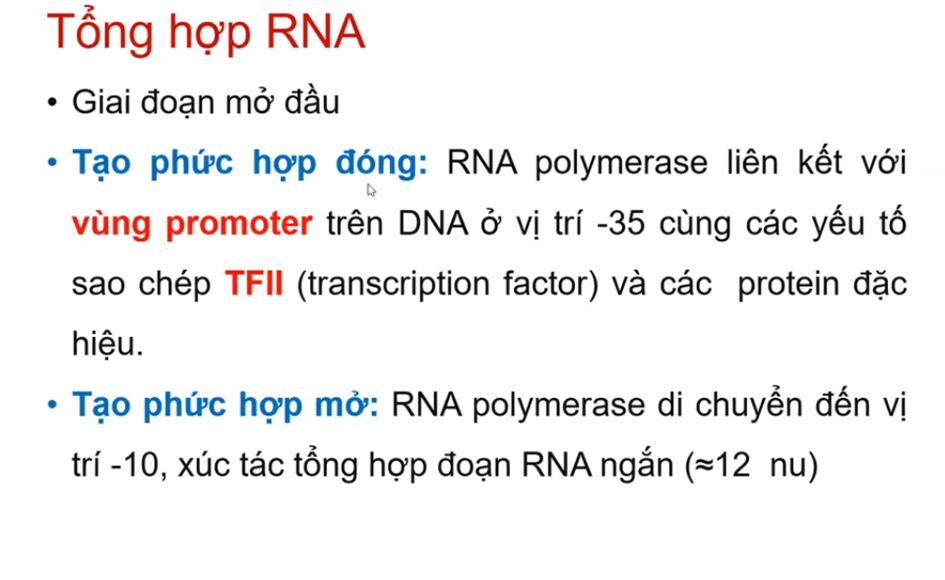 Tổng hợp RNA
• Giai đoạn mở đầu
• Tạo phức hợp đóng: RNA polymerase liên kết với
vùng promoter trên DNA ở vị trí -35 cùng các yếu tố
sao chép TFII (transcription factor) và các protein đặc
hiệu.
• Tạo phức hợp mở: RNA polymerase di chuyển đến vị
trí -10, xúc tác tổng hợp đoạn RNA ngắn (≈12 nu)